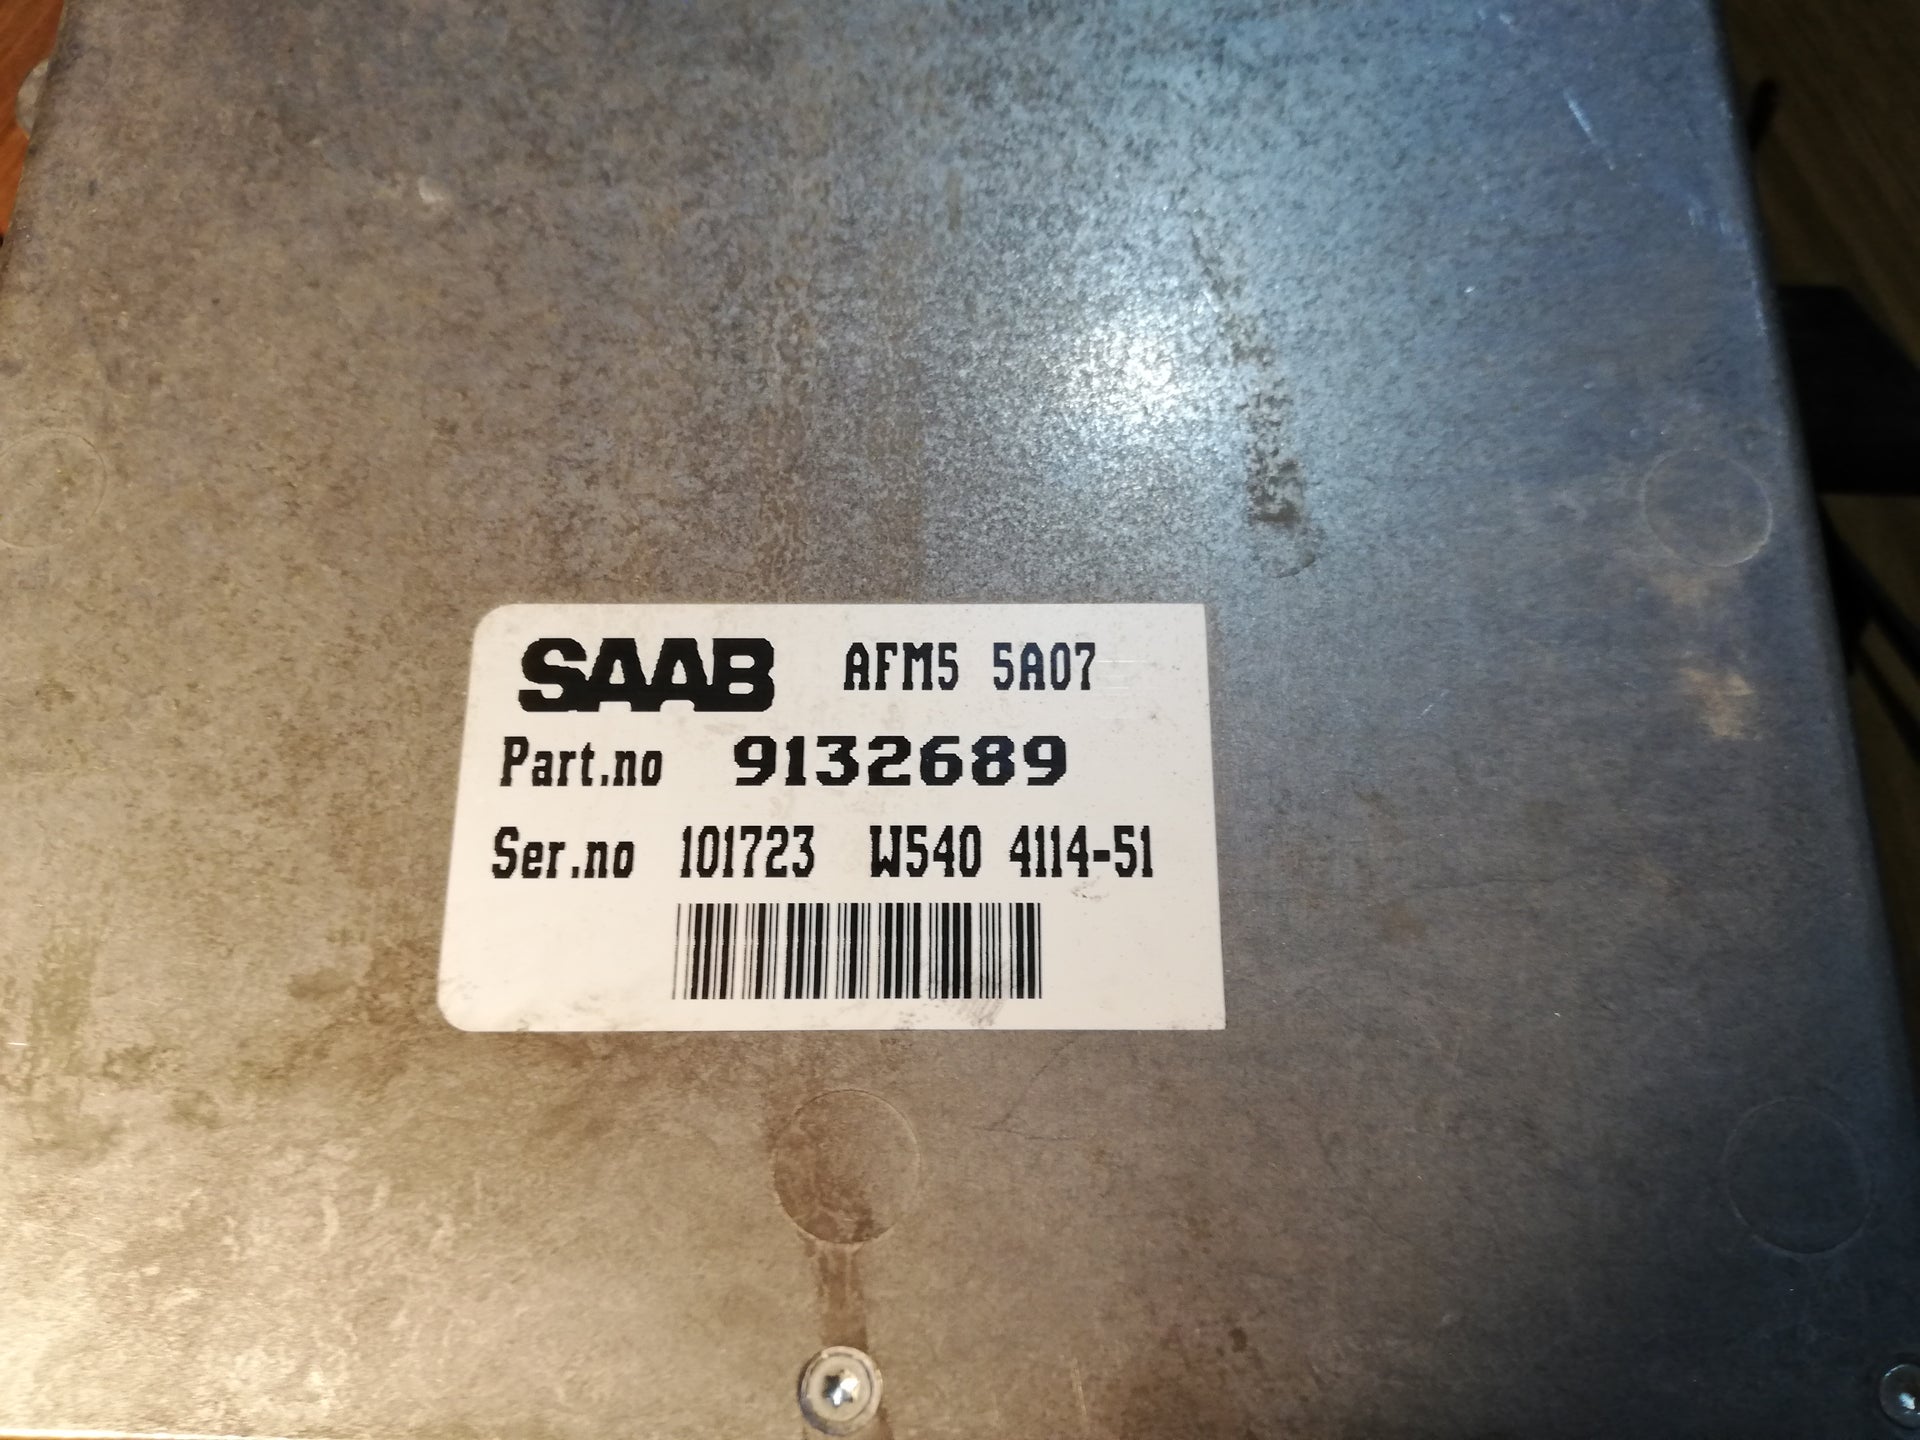 SAAB AFM5 5A07
Part.no 9132689
Ser.no 101723 W540 4114-51